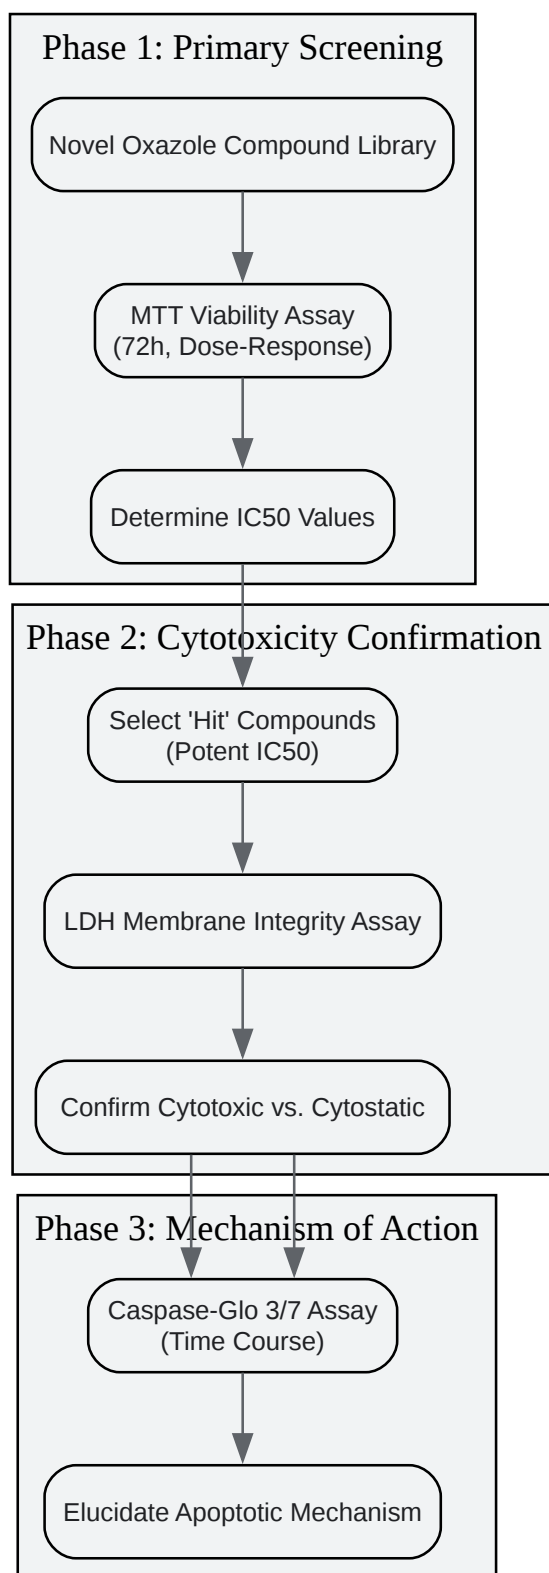 Phase 1: Primary Screening
Novel Oxazole Compound Library
MTT Viability Assay
(72h, Dose-Response)
Determine IC50 Values
Phase 2: Cytotoxicity Confirmation
Select 'Hit' Compounds
(Potent IC50)
LDH Membrane Integrity Assay
Confirm Cytotoxic vs. Cytostatic
Phase 3: Mechanism of Action
Caspase-Glo 3/7 Assay
(Time Course)
Elucidate Apoptotic Mechanism